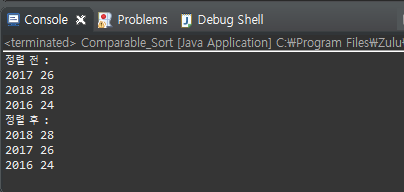 Console Problems Debug Shell
<terminated> Comparable_Sort [Java Application] C:￦Program Files￦Zulu￦
정렬 전 :
2017 26
2018 28
2016 24
정렬 후 :
2018 28
2017 26
2016 24